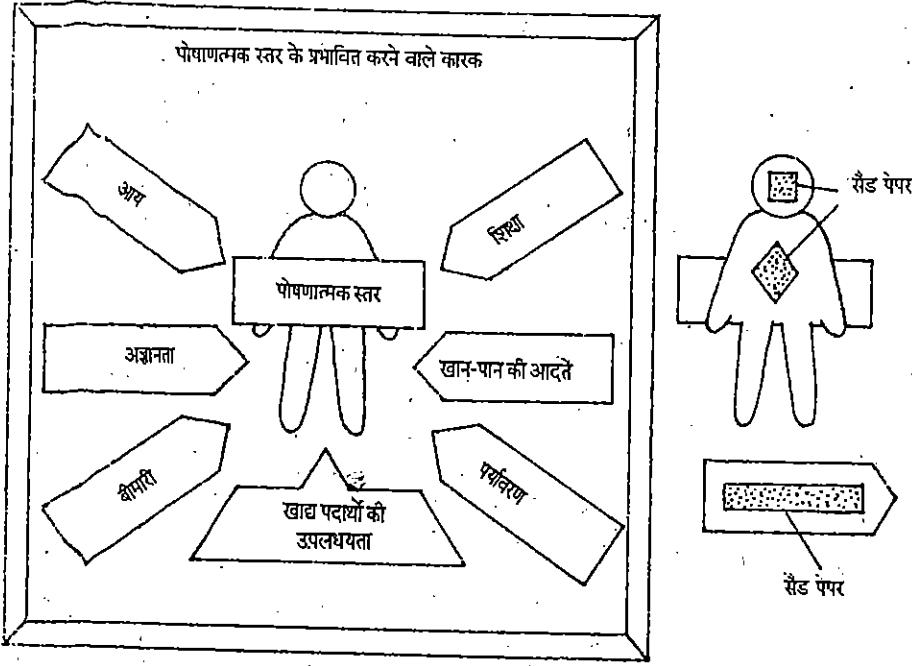 पोषाणत्मक स्तर के प्रभावित करने वाले कारक
आय
शिक्षा
सैड पेपर
पोषणात्मक स्तर
अज्ञानता
खान-पान की आदतें
बीमारी
पर्यावरण
खाद्य पदार्थो की
उपलधयता
सैड पेपर